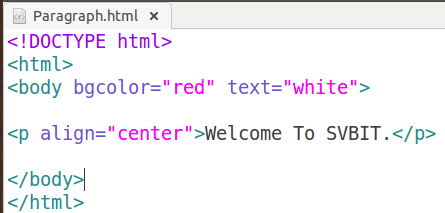 Paragraph.html ×
<!DOCTYPE html>
<html>
<body bgcolor="red" text="white">
<p align="center">Welcome To SVBIT.</p>
</body>
</html>